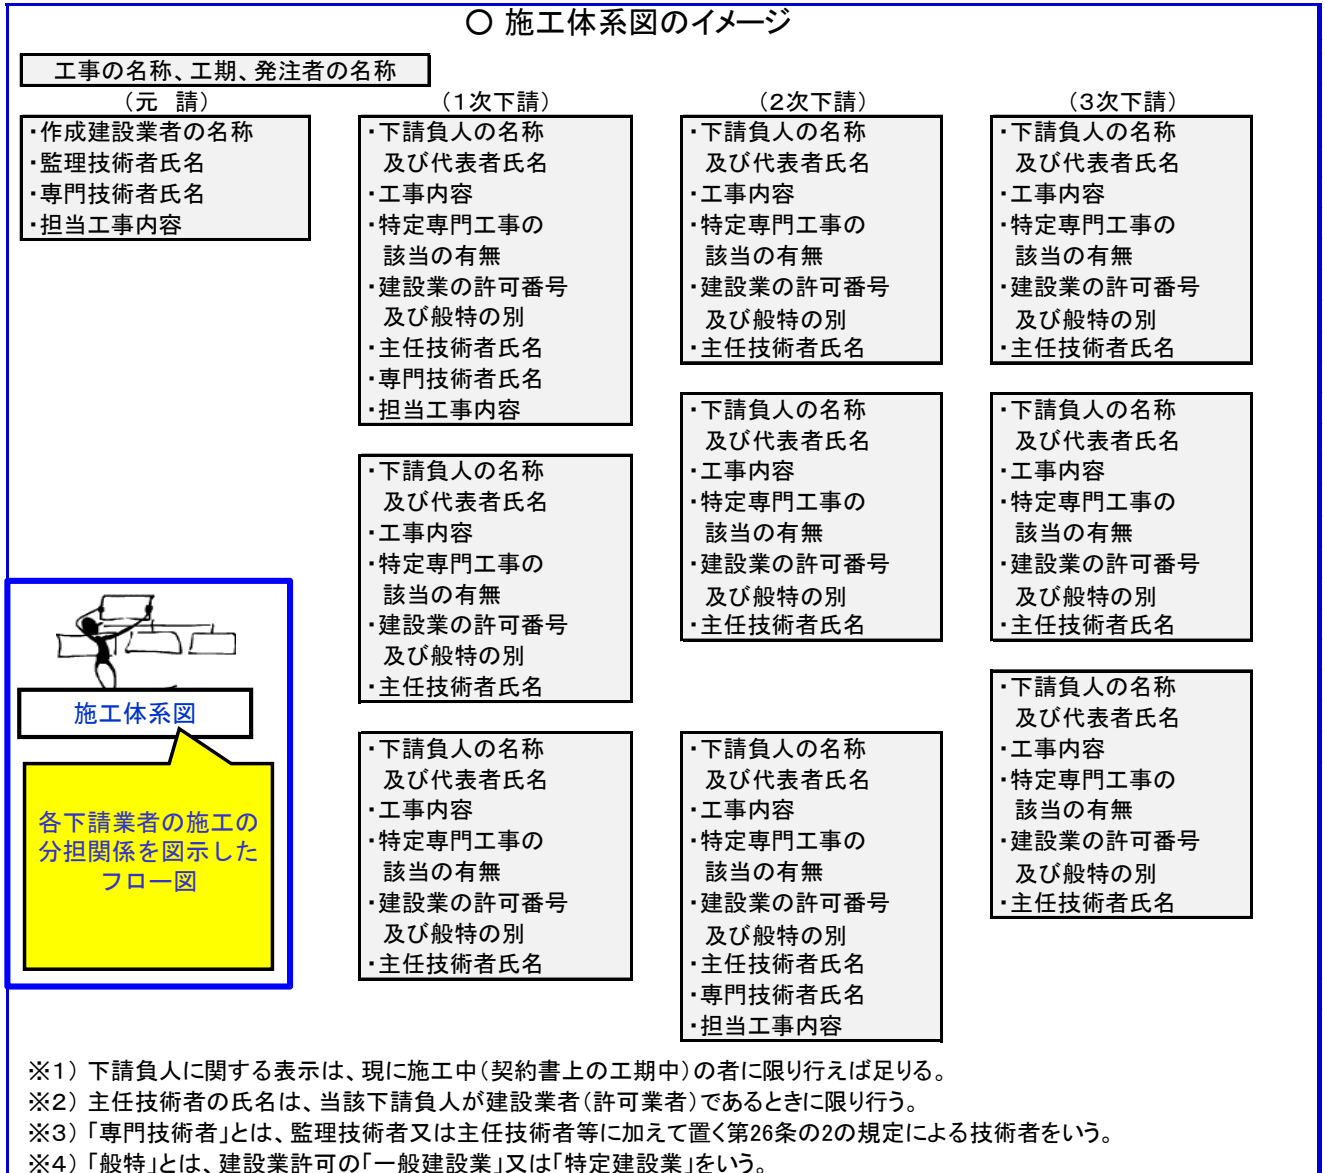 ○ 施工体系図のイメージ
工事の名称、工期、発注者の名称
（元　請）
・作成建設業者の名称
・監理技術者氏名
・専門技術者氏名
・担当工事内容
（１次下請）
・下請負人の名称
及び代表者氏名
・工事内容
・特定専門工事の
該当の有無
・建設業の許可番号
及び般特の別
・主任技術者氏名
・専門技術者氏名
・担当工事内容
・下請負人の名称
及び代表者氏名
・工事内容
・特定専門工事の
該当の有無
・建設業の許可番号
及び般特の別
・主任技術者氏名
・下請負人の名称
及び代表者氏名
・工事内容
・特定専門工事の
該当の有無
・建設業の許可番号
及び般特の別
・主任技術者氏名
（２次下請）
・下請負人の名称
及び代表者氏名
・工事内容
・特定専門工事の
該当の有無
・建設業の許可番号
及び般特の別
・主任技術者氏名
・下請負人の名称
及び代表者氏名
・工事内容
・特定専門工事の
該当の有無
・建設業の許可番号
及び般特の別
・主任技術者氏名
・下請負人の名称
及び代表者氏名
・工事内容
・特定専門工事の
該当の有無
・建設業の許可番号
及び般特の別
・主任技術者氏名
・専門技術者氏名
・担当工事内容
（３次下請）
・下請負人の名称
及び代表者氏名
・工事内容
・特定専門工事の
該当の有無
・建設業の許可番号
及び般特の別
・主任技術者氏名
・下請負人の名称
及び代表者氏名
・工事内容
・特定専門工事の
該当の有無
・建設業の許可番号
及び般特の別
・主任技術者氏名
・下請負人の名称
及び代表者氏名
・工事内容
・特定専門工事の
該当の有無
・建設業の許可番号
及び般特の別
・主任技術者氏名
施工体系図
各下請業者の施工の
分担関係を図示した
フロー図
※１）下請負人に関する表示は、現に施工中（契約書上の工期中）の者に限り行えば足りる。
※２）主任技術者の氏名は、当該下請負人が建設業者（許可業者）であるときに限り行う。
※３）「専門技術者」とは、監理技術者又は主任技術者等に加えて置く第26条の2の規定による技術者をいう。
※４）「般特」とは、建設業許可の「一般建設業」又は「特定建設業」をいう。